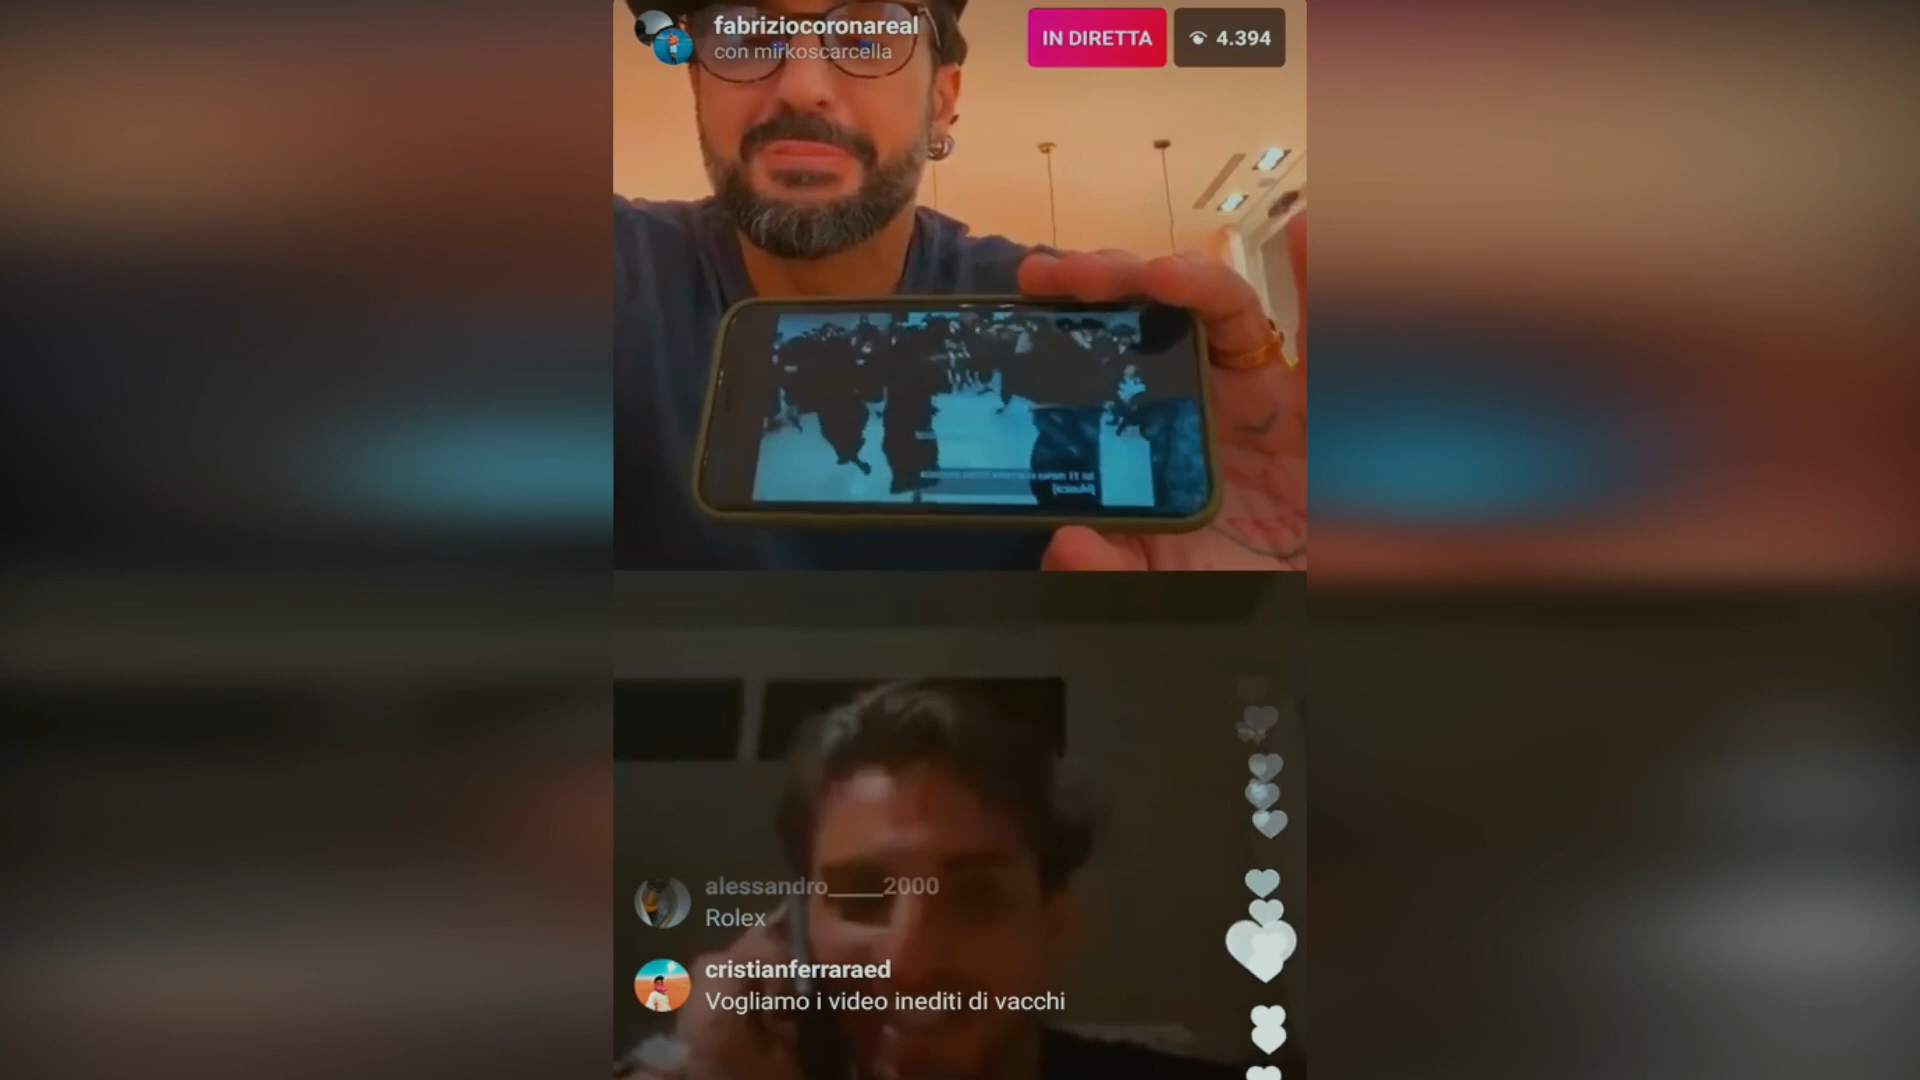 fabriziocoronareal
con mirkoscarcella
IN DIRETTA
4.394
alessandro_____2000
Rolex
cristianferraraed
Vogliamo i video inediti di vacchi